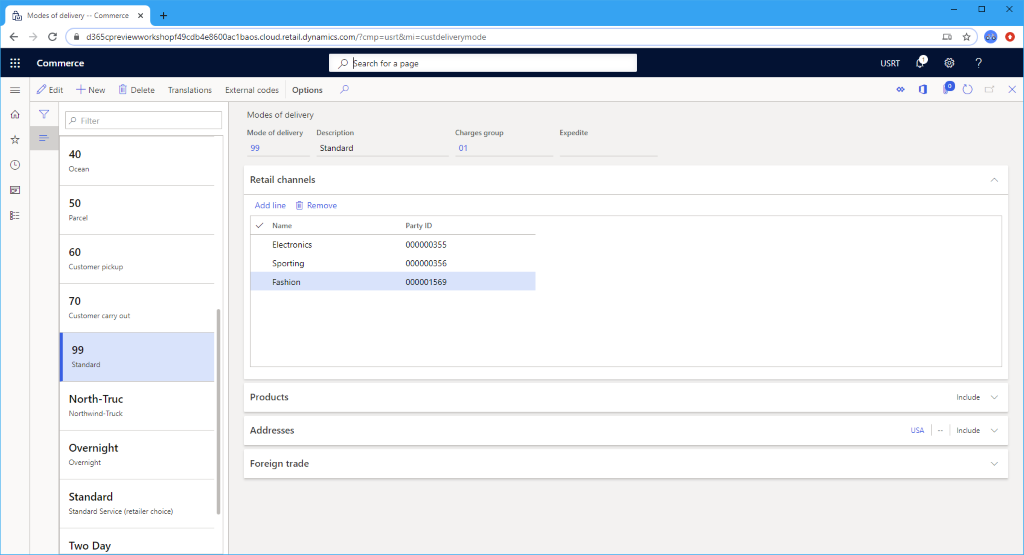 Modes of delivery -- Commerce
d365cpreviewworkshopf49cdb4e8600ac1baos.cloud.retail.dynamics.com/?cmp=usrt&mi=custdeliverymode
Commerce
Search for a page
USRT
1
Edit
New
Delete
Translations
External codes
Options
0
Filter
40
Ocean
50
Parcel
60
Customer pickup
70
Customer carry out
99
Standard
North-Truc
Northwind-Truck
Overnight
Overnight
Standard
Standard Service (retailer choice)
Two Day
Modes of delivery
Mode of delivery Description Charges group Expedite
99 Standard 01
Retail channels
Add line Remove
Name Party ID
Electronics 000000355
Sporting 000000356
Fashion 000001569
Products Include
Addresses USA -- Include
Foreign trade